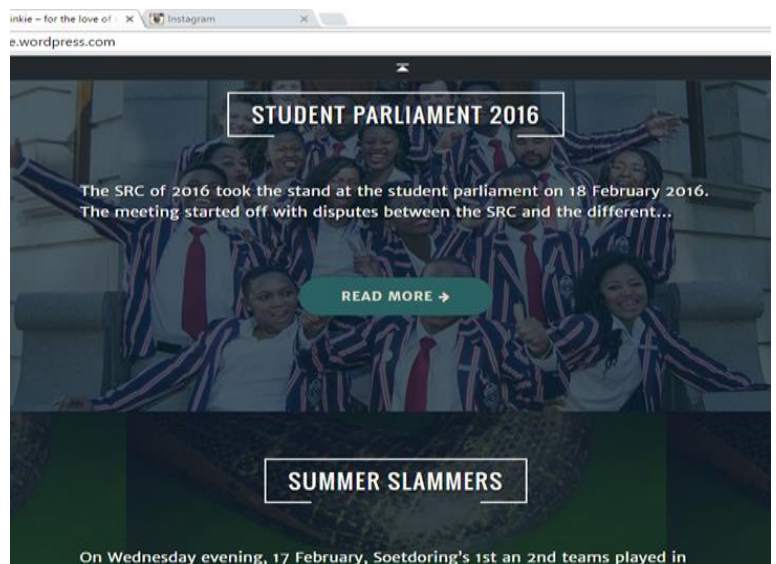 inkie – for the love of
Instagram
e.wordpress.com
STUDENT PARLIAMENT 2016
The SRC of 2016 took the stand at the student parliament on 18 February 2016.
The meeting started off with disputes between the SRC and the different...
READ MORE →
SUMMER SLAMMERS
On Wednesday evening, 17 February, Soetdoring's 1st an 2nd teams played in